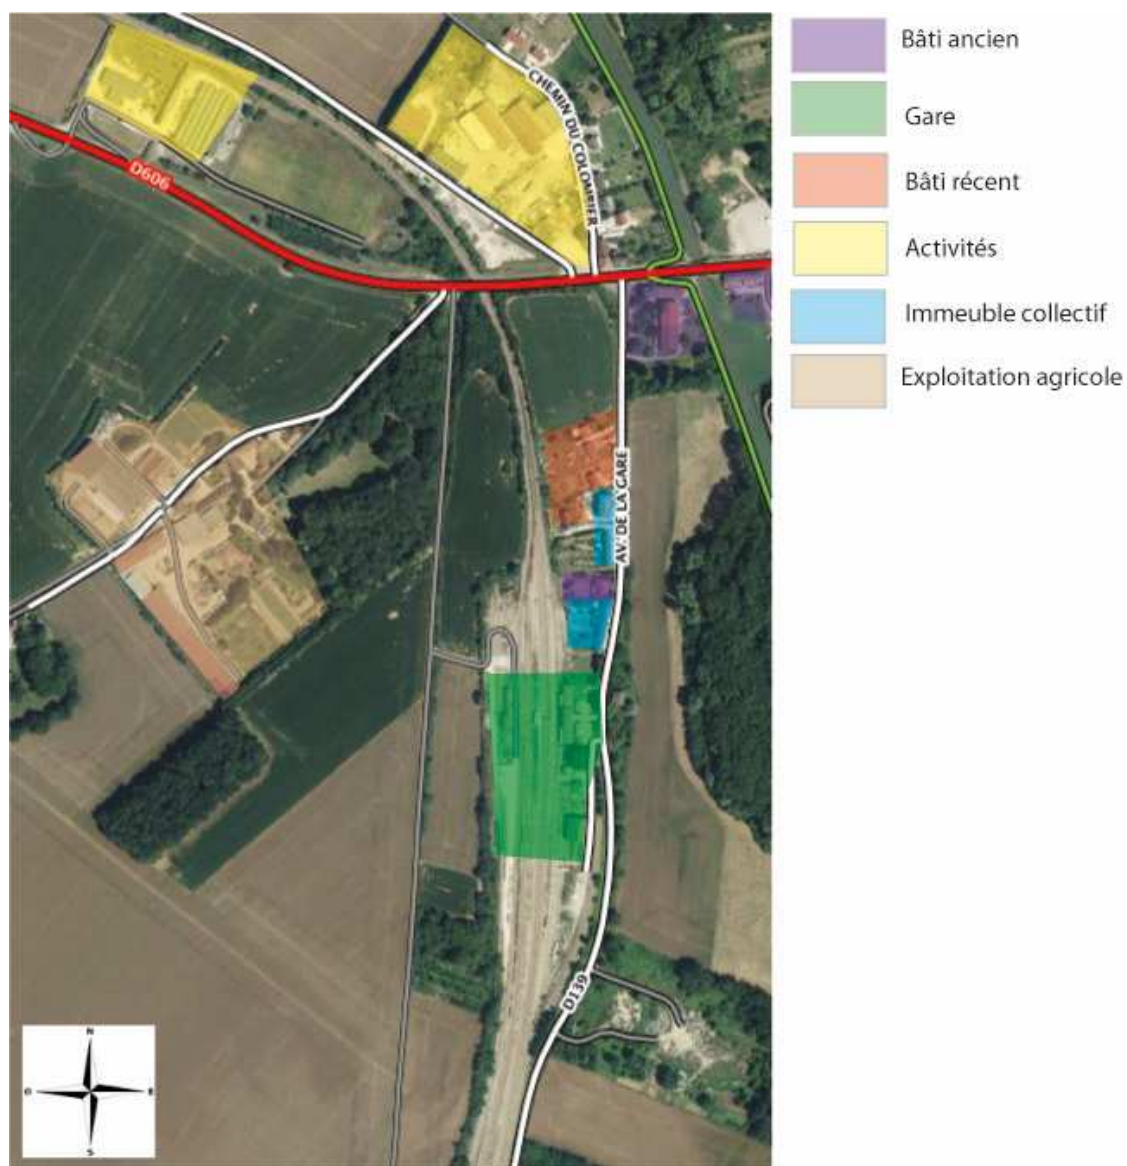 Bâti ancien
Gare
Bâti récent
Activités
Immeuble collectif
Exploitation agricole
CHEMIN DU COLOMBIER
D606
AV. DE LA GARE
D139
N
O
E
S